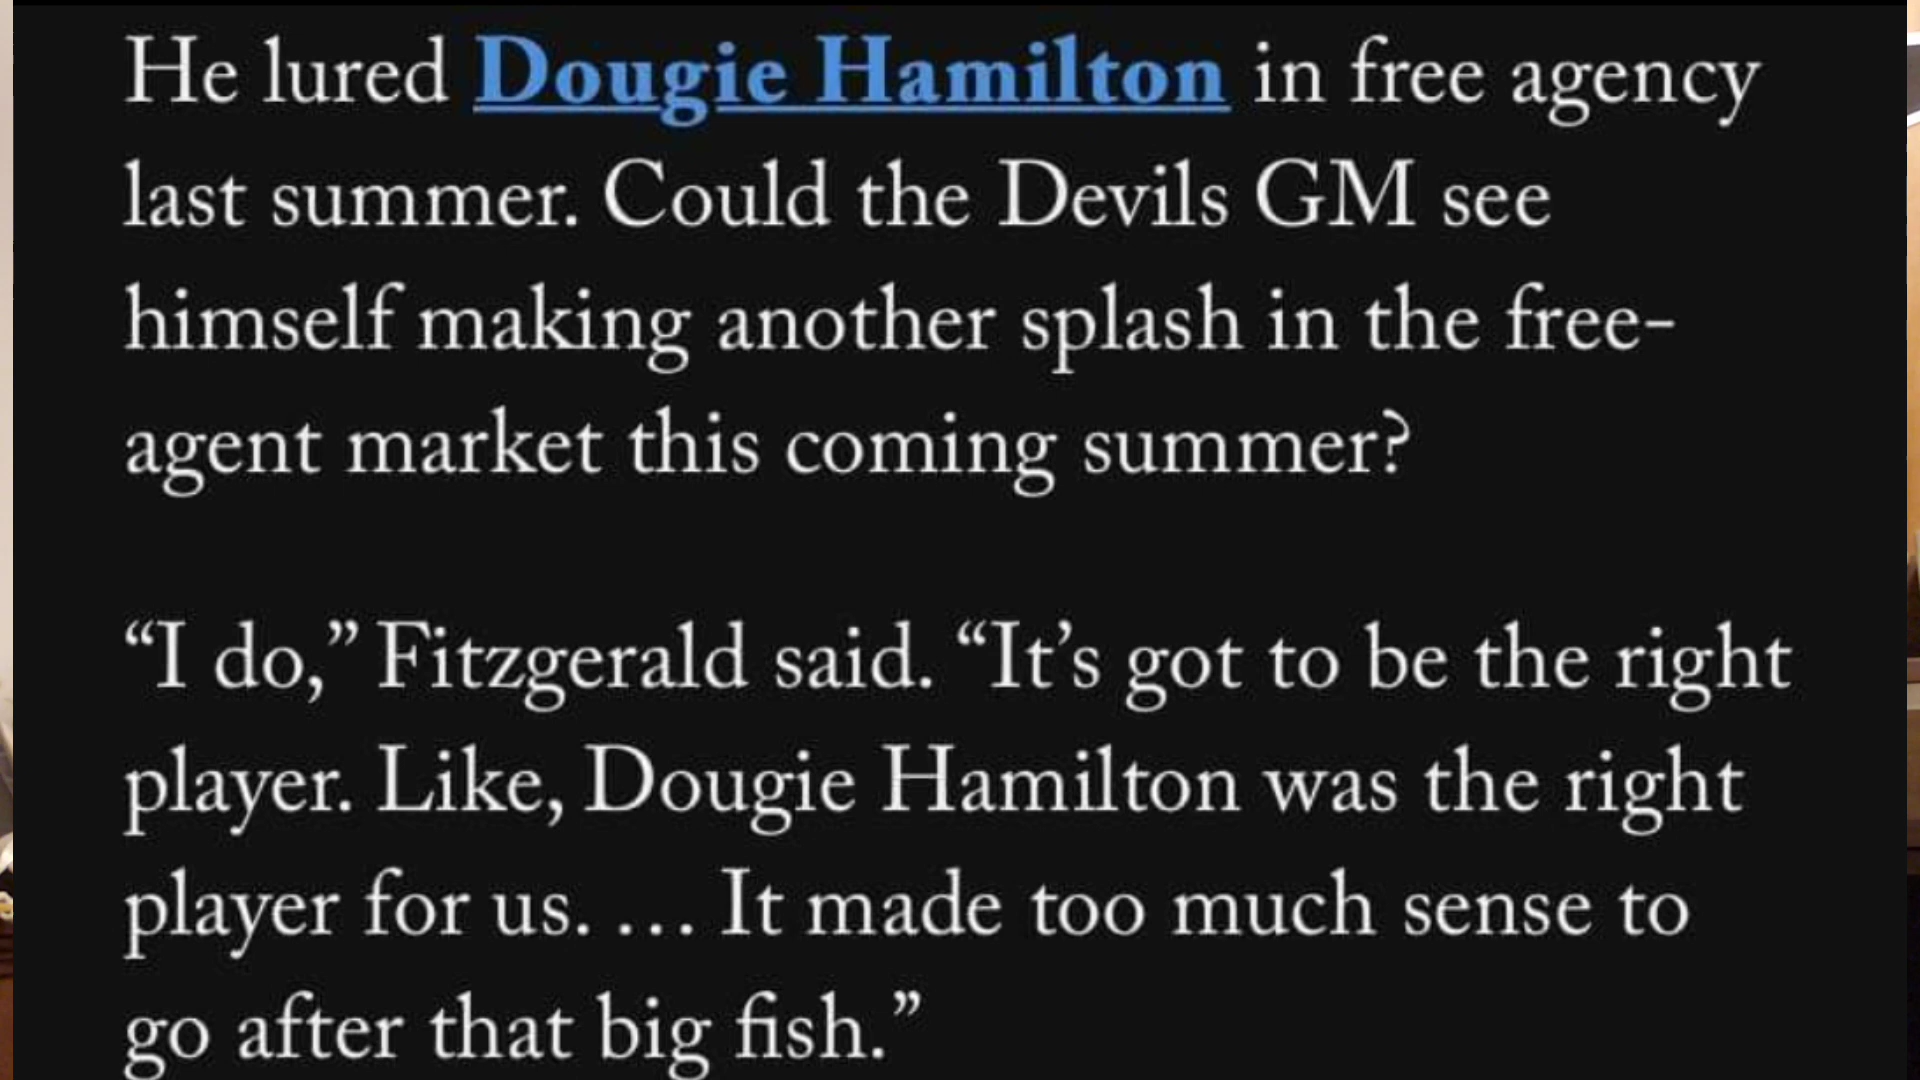 He lured Dougie Hamilton in free agency
last summer. Could the Devils GM see
himself making another splash in the free-
agent market this coming summer?
“I do,” Fitzgerald said. “It’s got to be the right
player. Like, Dougie Hamilton was the right
player for us. … It made too much sense to
go after that big fish.”